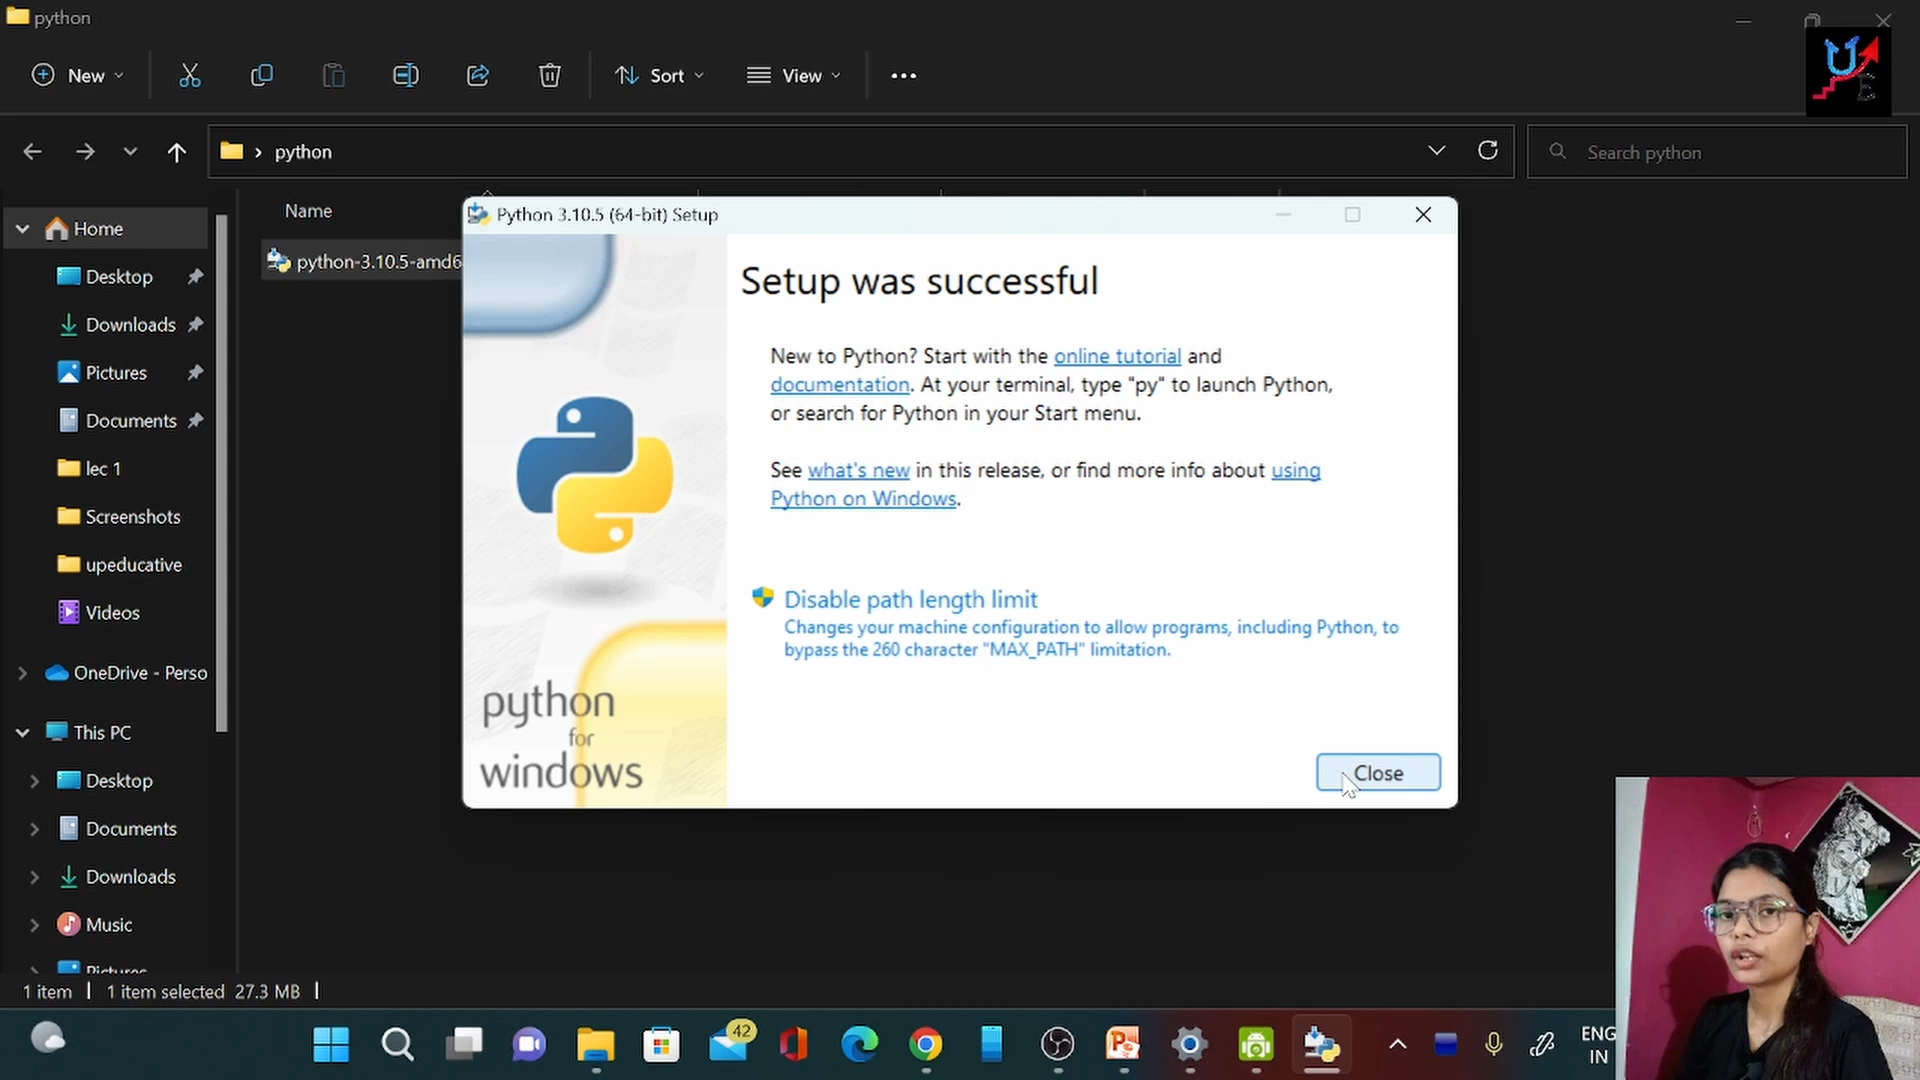 python
New
Sort
View
python
Search python
Name
python-3.10.5-amd6
Home
Desktop
Downloads
Pictures
Documents
lec 1
Screenshots
upeducative
Videos
OneDrive - Perso
This PC
Desktop
Documents
Downloads
Music
Pictures
Python 3.10.5 (64-bit) Setup
Setup was successful
New to Python? Start with the online tutorial and
documentation. At your terminal, type "py" to launch Python,
or search for Python in your Start menu.
See what's new in this release, or find more info about using
Python on Windows.
Disable path length limit
Changes your machine configuration to allow programs, including Python, to
bypass the 260 character "MAX_PATH" limitation.
python
for
windows
Close
1 item
1 item selected 27.3 MB
42
ENG
IN